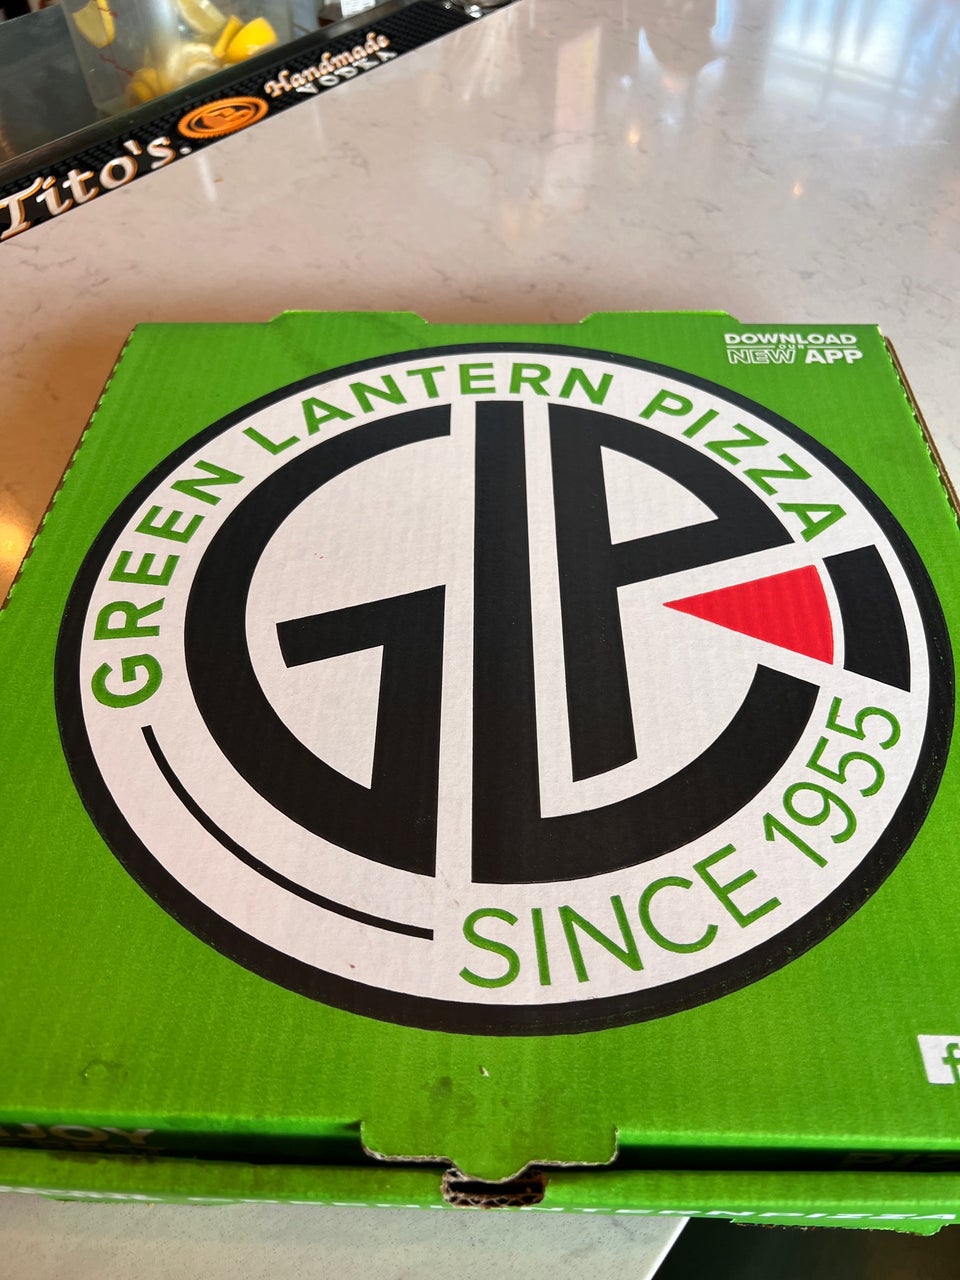 Tito's. Handmade
VODKA
DOWNLOAD
OUR
NEW APP
GREEN LANTERN PIZZA
GLP
SINCE 1955
f